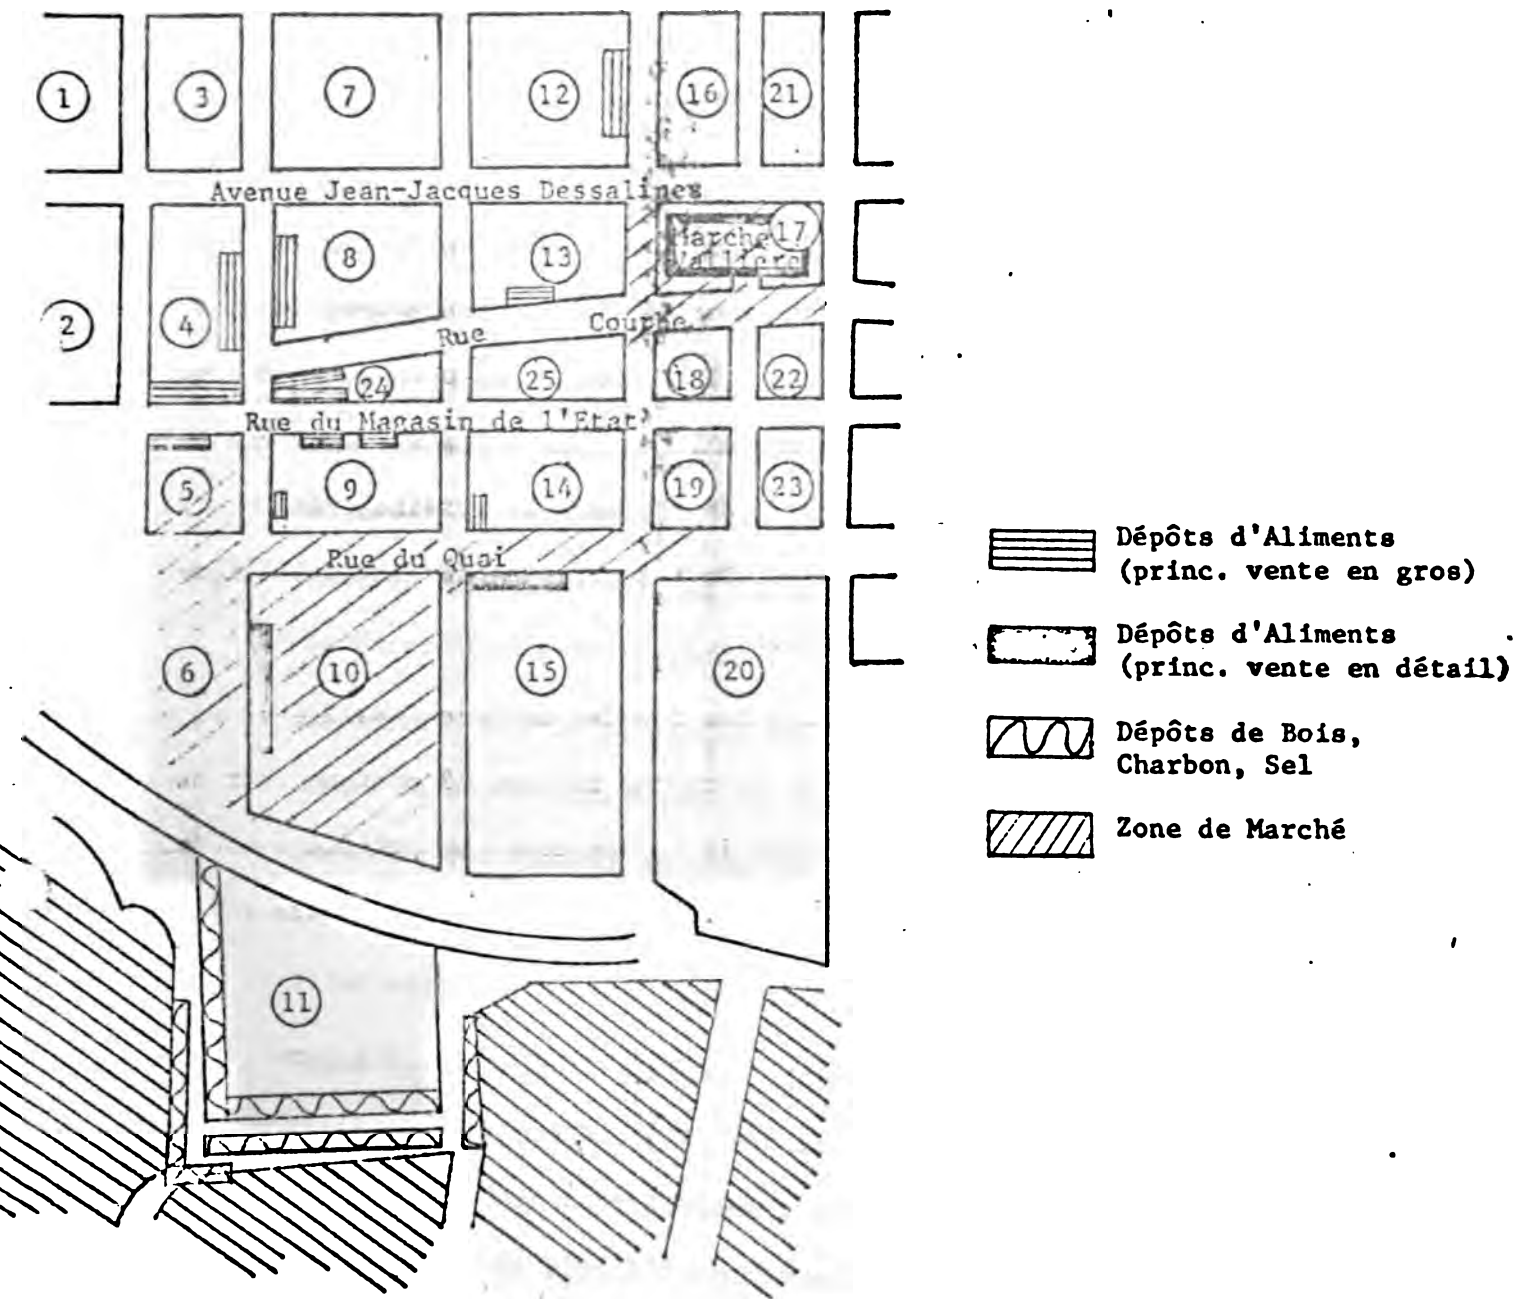 1
3
7
12
16
21
Avenue Jean-Jacques Dessalines
2
4
8
13
Marche 17
Valliere
Rue
Courbe
24
25
18
22
Rue du Magasin de l'Etat
5
9
14
19
23
Rue du Quai
6
10
15
20
11
Dépôts d'Aliments
(princ. vente en gros)
Dépôts d'Aliments
(princ. vente en détail)
Dépôts de Bois,
Charbon, Sel
Zone de Marché